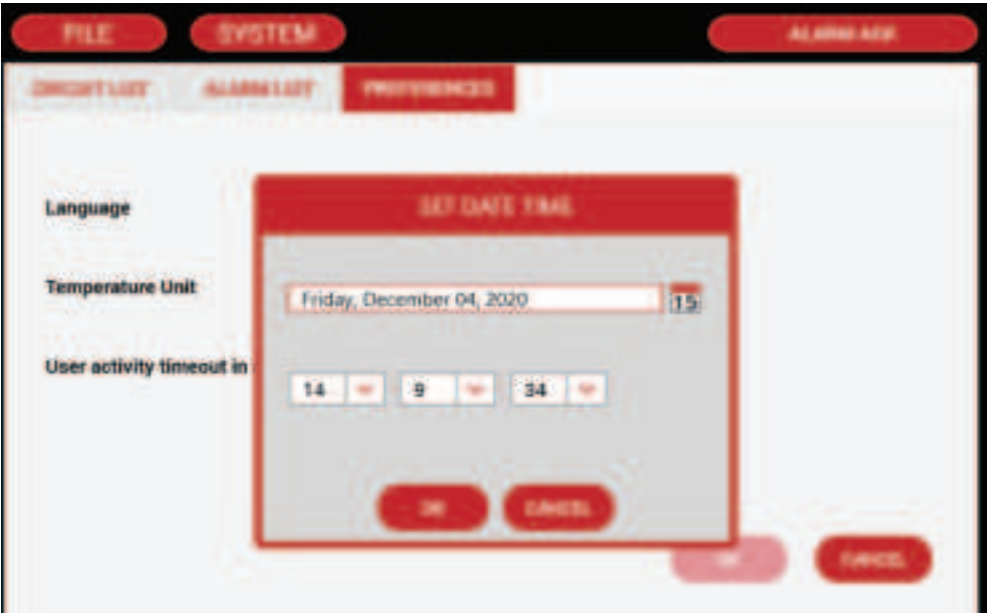 FILE SYSTEM ALARM ACK
CIRCUIT LIST ALARM LIST PREFERENCES
SET DATE TIME
Language
Friday, December 04, 2020 15
Temperature Unit
User activity timeout in
14 9 34
OK CANCEL
CANCEL